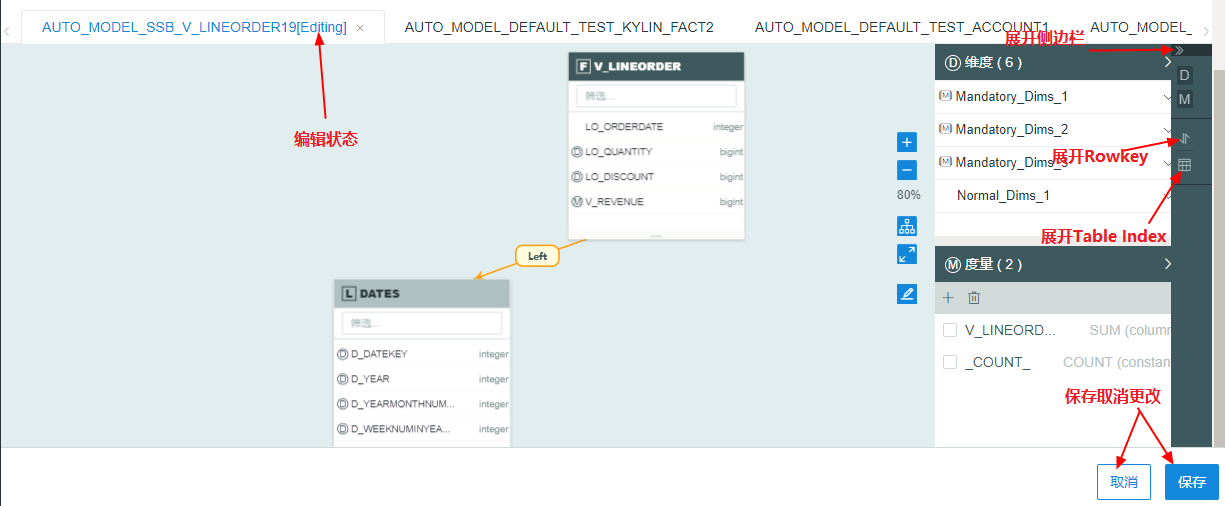 AUTO_MODEL_SSB_V_LINEORDER19[Editing] ×
AUTO_MODEL_DEFAULT_TEST_KYLIN_FACT2
AUTO_MODEL_DEFAULT_TEST_ACCOUNT1
AUTO_MODEL_
展开侧边栏
编辑状态
F V_LINEORDER
筛选...
LO_ORDERDATE integer
D LO_QUANTITY bigint
D LO_DISCOUNT bigint
M V_REVENUE bigint
Left
L DATES
筛选...
D D_DATEKEY integer
D D_YEAR integer
D D_YEARMONTHNUM... integer
D D_WEEKNUMINYEA... integer
80%
D 维度 ( 6 )
M Mandatory_Dims_1
M Mandatory_Dims_2
M Mandatory_Dims_3
Normal_Dims_1
D
M
展开Rowkey
展开Table Index
M 度量 ( 2 )
V_LINEORD... SUM (column
_COUNT_ COUNT (constan
保存取消更改
取消
保存